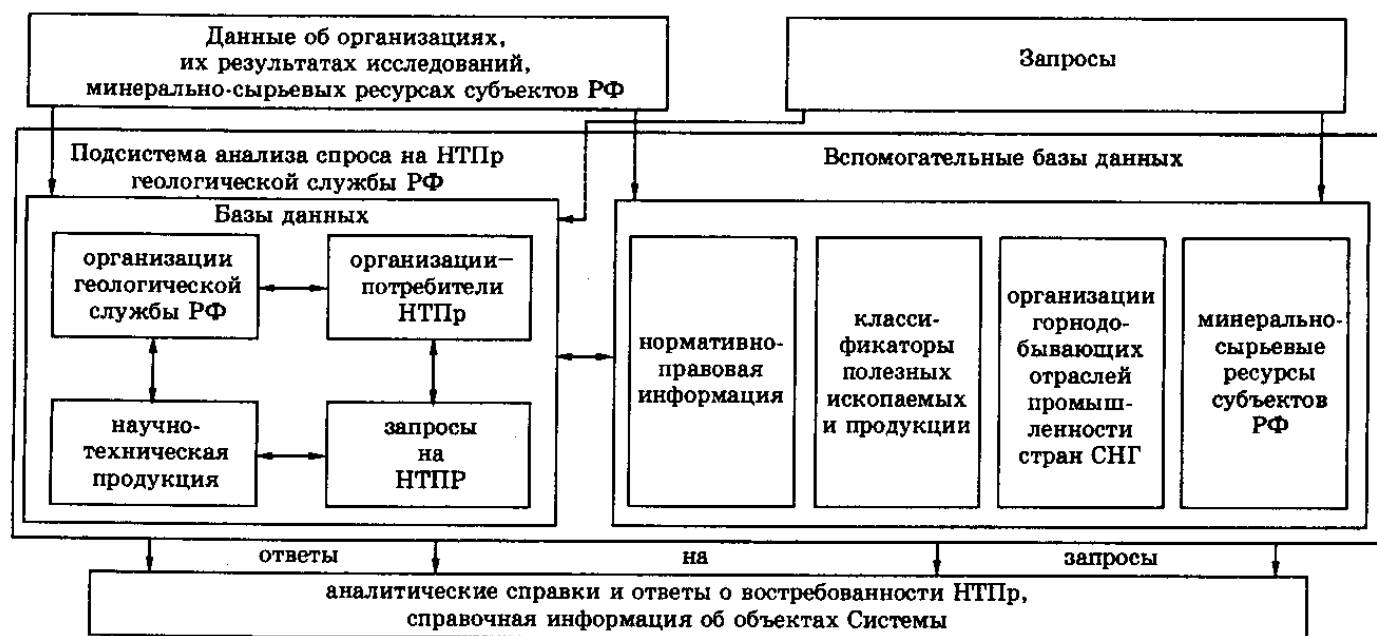 Данные об организациях,
их результатах исследований,
минерально-сырьевых ресурсах субъектов РФ
Запросы
Подсистема анализа спроса на НТПр
геологической службы РФ
Вспомогательные базы данных
Базы данных
организации
геологической
службы РФ
организации—
потребители
НТПр
научно-
техническая
продукция
запросы
на
НТПР
нормативно-
правовая
информация
класси-
фикаторы
полезных
ископаемых
и продукции
организации
горнодо-
бывающих
отраслей
промыш-
ленности
стран СНГ
минерально-
сырьевые
ресурсы
субъектов
РФ
ответы на запросы
аналитические справки и ответы о востребованности НТПр,
справочная информация об объектах Системы